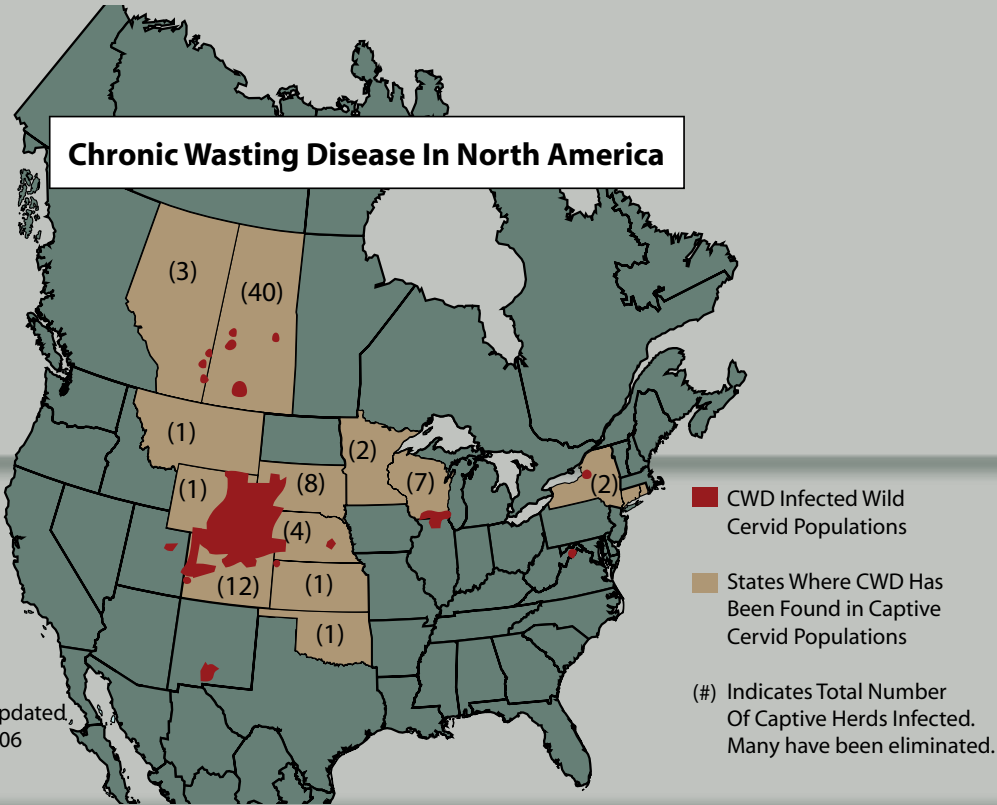 Chronic Wasting Disease In North America
(3)
(40)
(1)
(2)
(1)
(8)
(7)
(2)
(4)
(12)
(1)
(1)
CWD Infected Wild
Cervid Populations
States Where CWD Has
Been Found in Captive
Cervid Populations
(#) Indicates Total Number
Of Captive Herds Infected.
Many have been eliminated.
pdated
06